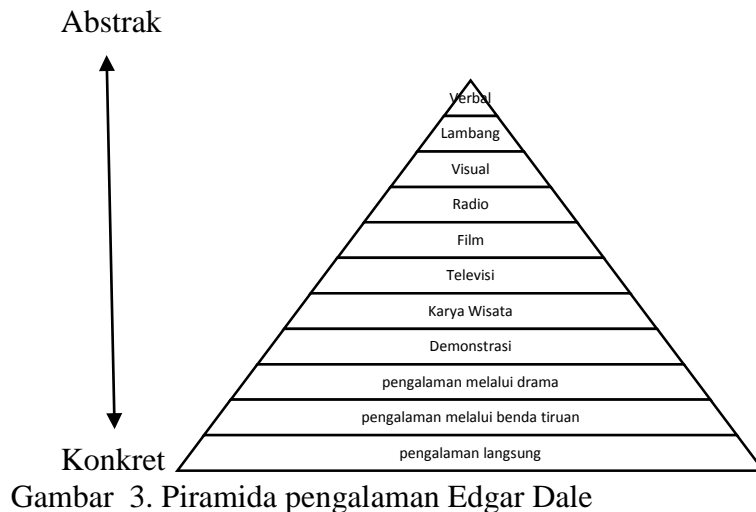 Abstrak
Verbal
Lambang
Visual
Radio
Film
Televisi
Karya Wisata
Demonstrasi
pengalaman melalui drama
pengalaman melalui benda tiruan
pengalaman langsung
Konkret
Gambar 3. Piramida pengalaman Edgar Dale